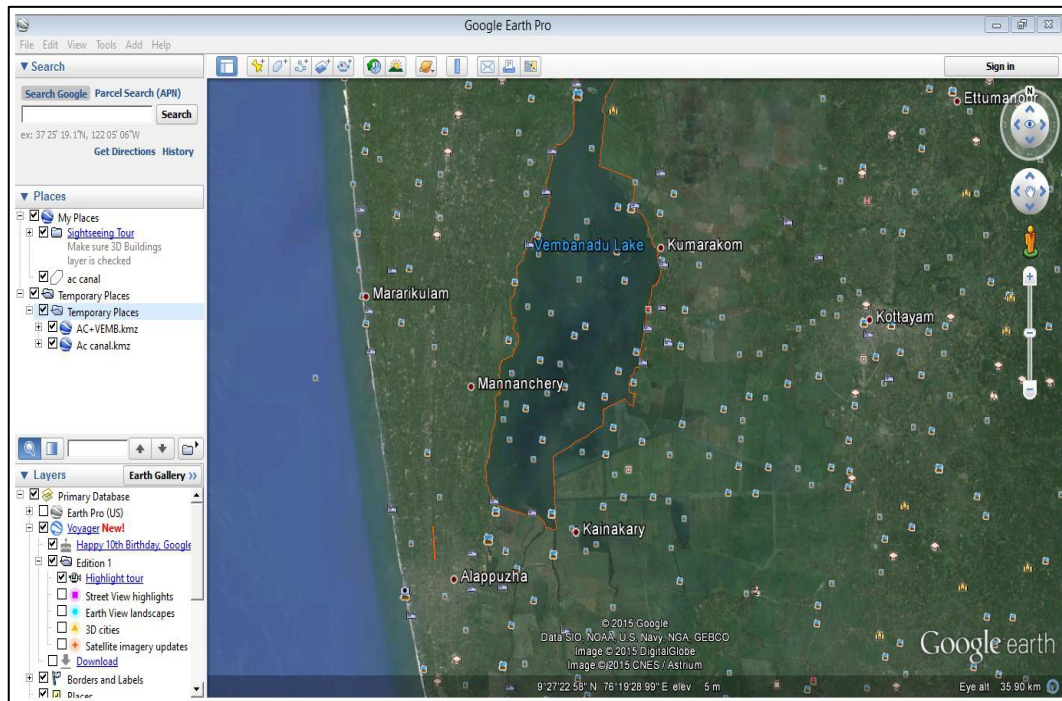 Google Earth Pro
File Edit View Tools Add Help
▼ Search
Search Google Parcel Search (APN)
Search
ex: 37 25' 19.1"N, 122 05' 06"W
Get Directions History
▼ Places
My Places
Sightseeing Tour
Make sure 3D Buildings
layer is checked
ac canal
Temporary Places
Temporary Places
AC+VEMB.kmz
Ac canal.kmz
▼ Layers
Earth Gallery >>
Primary Database
Earth Pro (US)
Voyager New!
Happy 10th Birthday, Google
Edition 1
Highlight tour
Street View highlights
Earth View landscapes
3D cities
Satellite imagery updates
Download
Borders and Labels
Places
Sign in
N
Ettumanoor
Vembanadu Lake
Kumarakom
Mararikulam
Kottayam
Mannanchery
Kainakary
Alappuzha
© 2015 Google
Data SIO, NOAA, U.S. Navy, NGA, GEBCO
Image © 2015 DigitalGlobe
Image © 2015 CNES / Astrium
Google earth
9°27'22.58" N 76°19'28.99" E elev 5 m
Eye alt 35.90 km